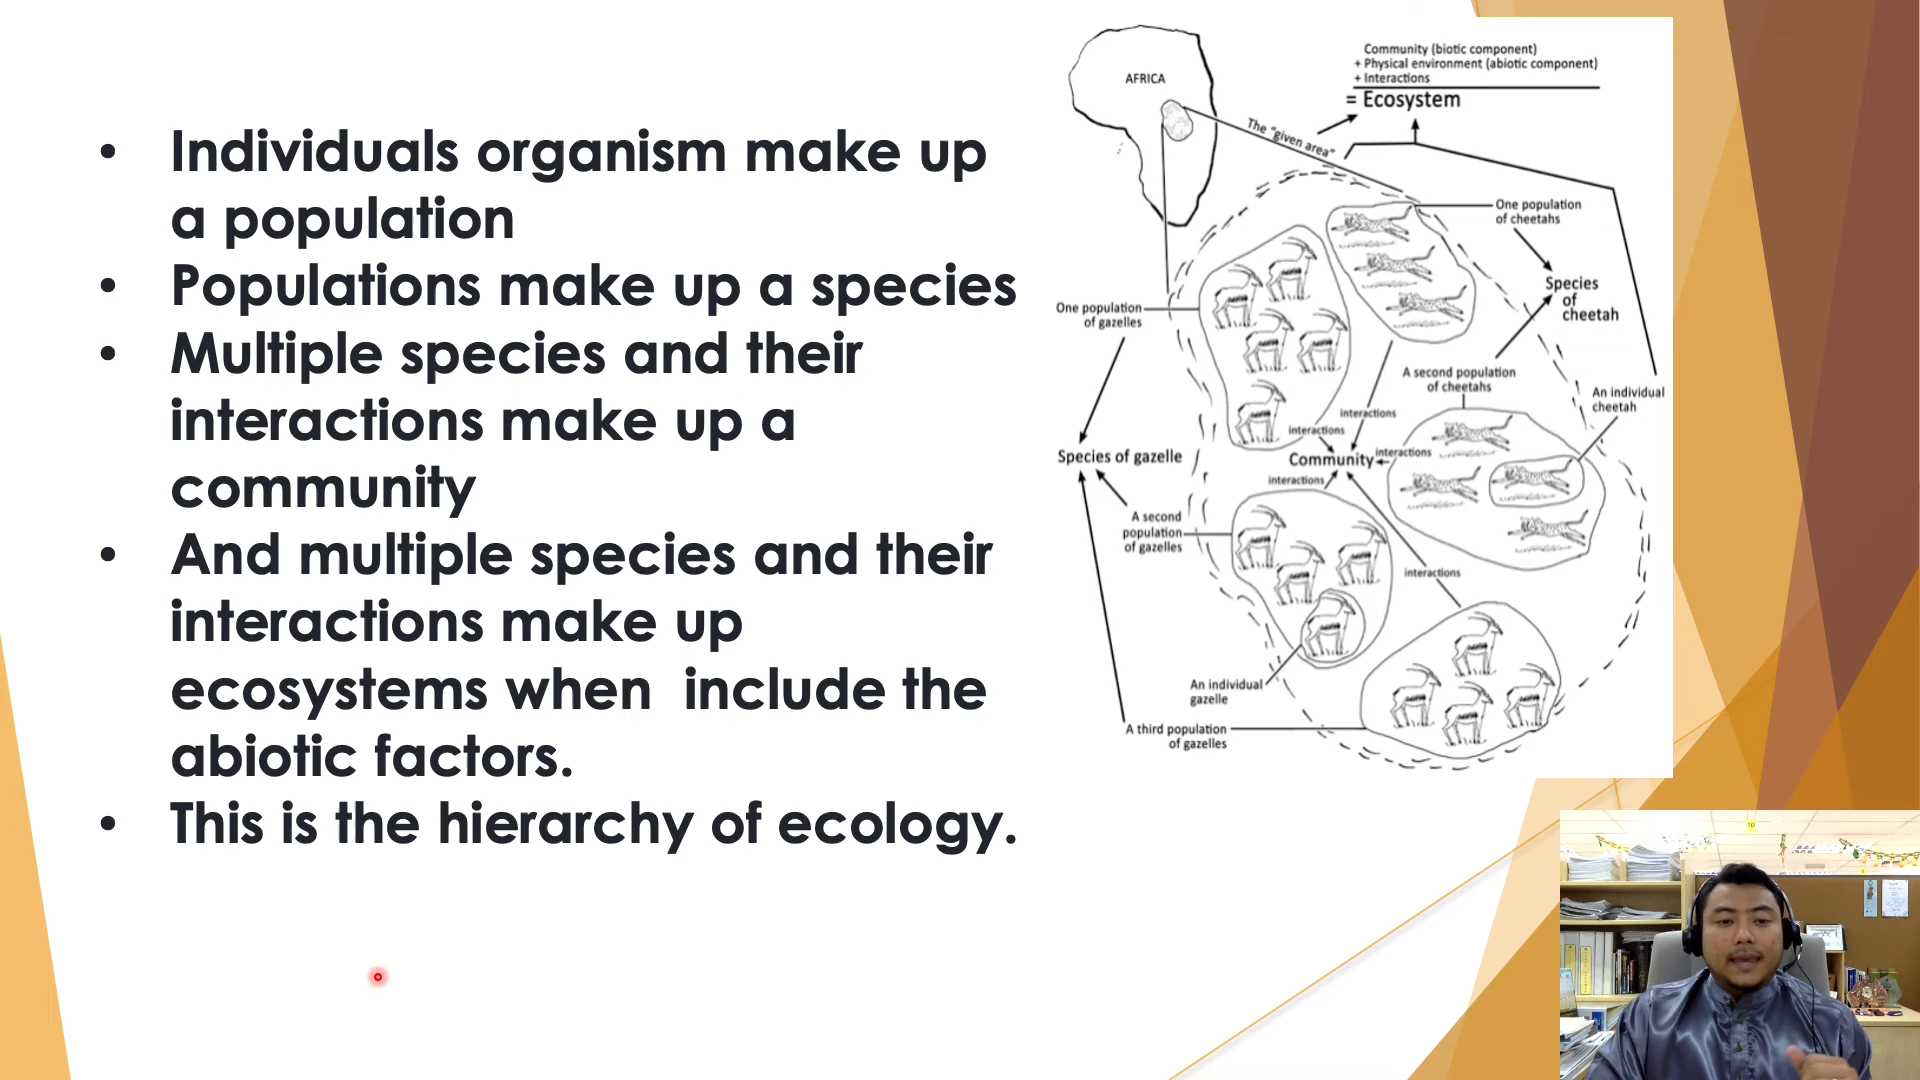 • Individuals organism make up
a population
• Populations make up a species
• Multiple species and their
interactions make up a
community
• And multiple species and their
interactions make up
ecosystems when  include the
abiotic factors.
• This is the hierarchy of ecology.
AFRICA
Community (biotic component)
+ Physical environment (abiotic component)
+ Interactions
= Ecosystem
The "given area"
One population
of cheetahs
Species
of
cheetah
One population
of gazelles
A second population
of cheetahs
An individual
cheetah
interactions
interactions
interactions
Species of gazelle
Community
interactions
A second
population
of gazelles
interactions
An individual
gazelle
A third population
of gazelles